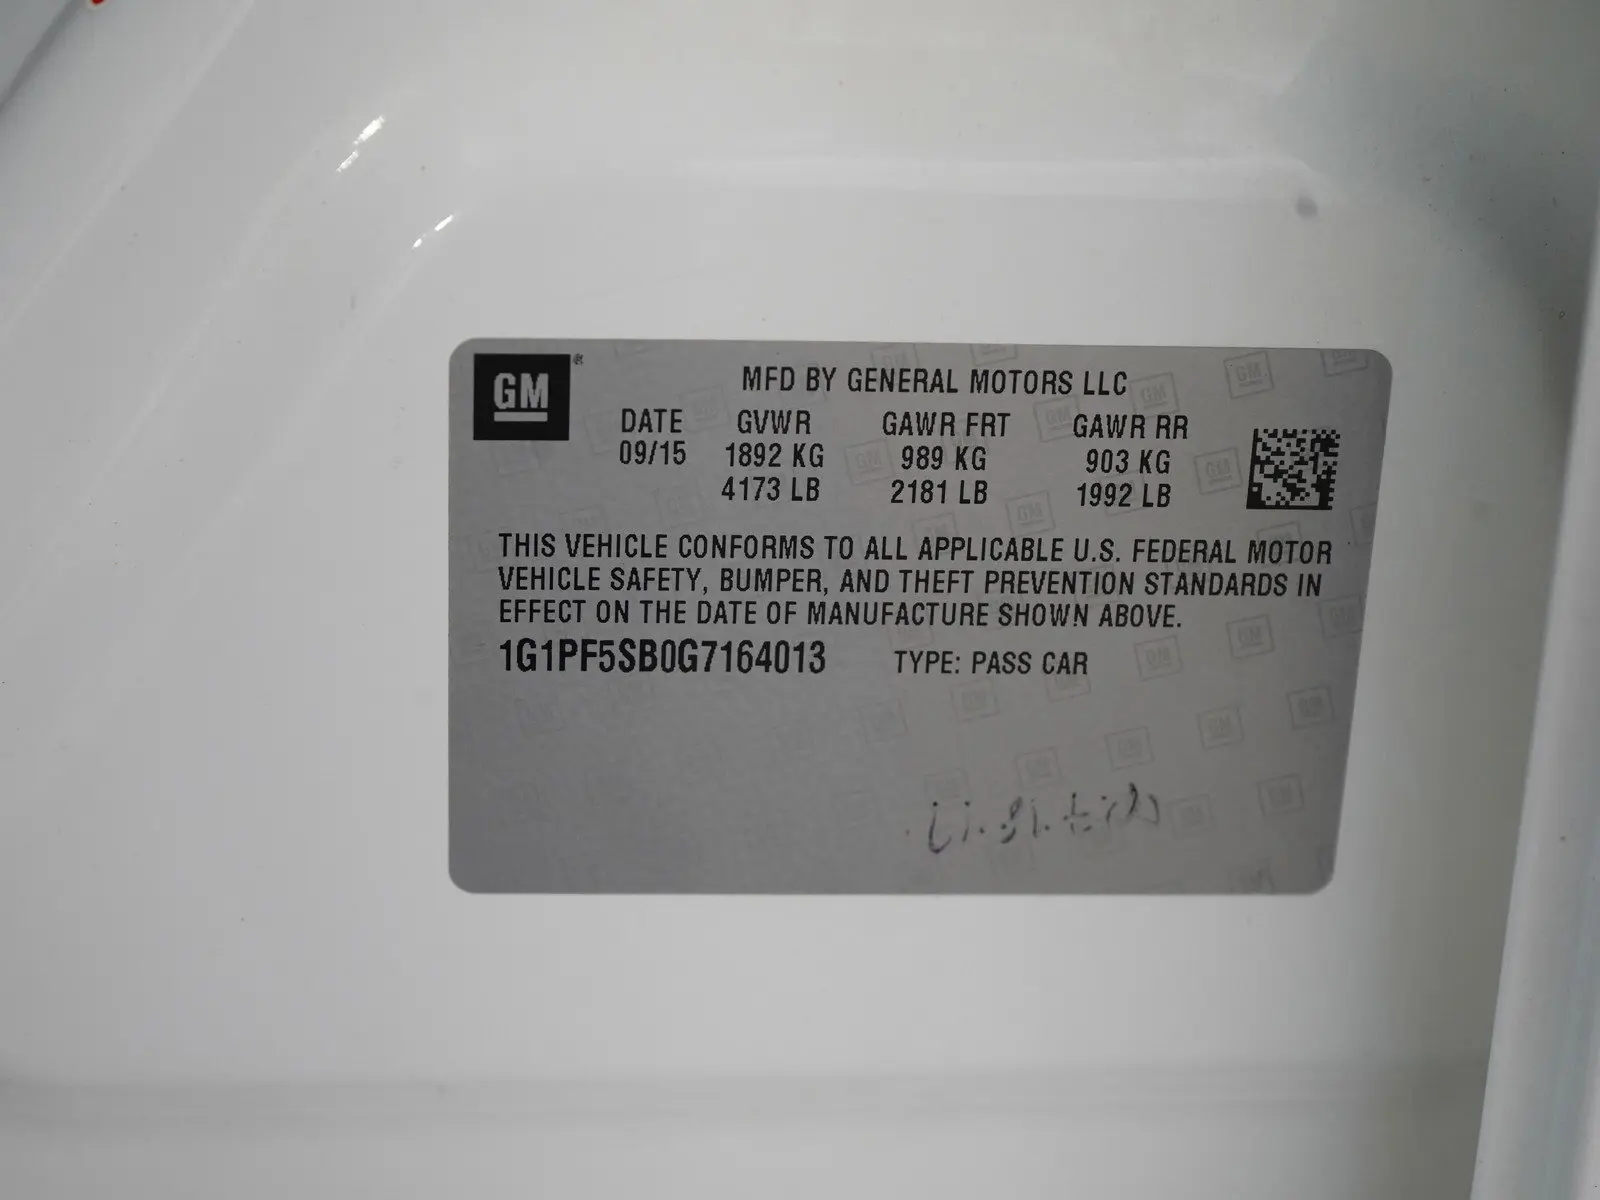 GM®
MFD BY GENERAL MOTORS LLC
DATE GVWR GAWR FRT GAWR RR
09/15 1892 KG 989 KG 903 KG
4173 LB 2181 LB 1992 LB
THIS VEHICLE CONFORMS TO ALL APPLICABLE U.S. FEDERAL MOTOR
VEHICLE SAFETY, BUMPER, AND THEFT PREVENTION STANDARDS IN
EFFECT ON THE DATE OF MANUFACTURE SHOWN ABOVE.
1G1PF5SB0G7164013 TYPE: PASS CAR